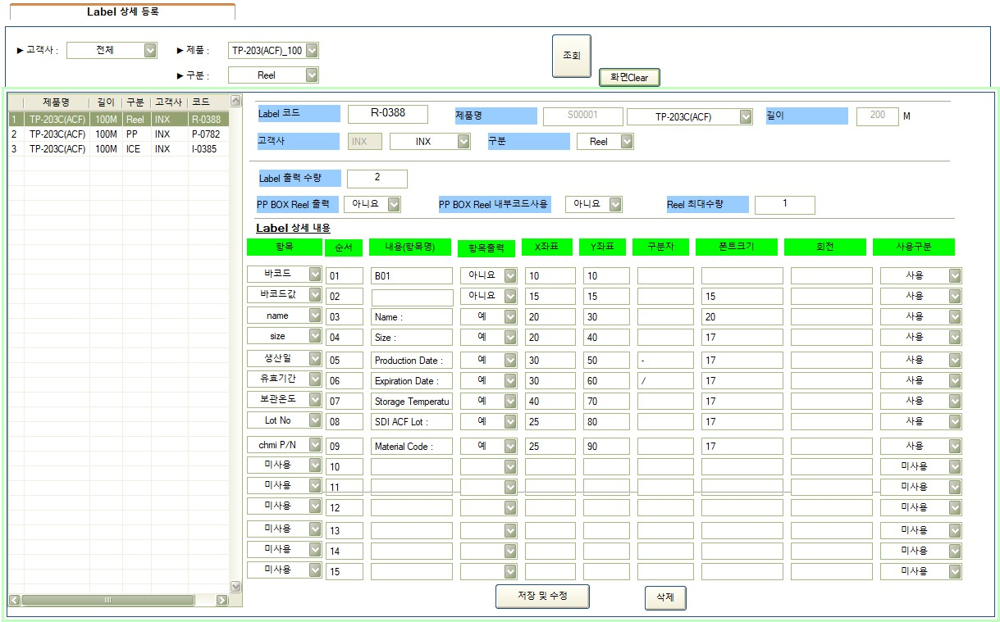 Label 상세 등록
▶ 고객사 : 전체 ▶ 제품 : TP-203(ACF)_100 조회
▶ 구분 : Reel 화면Clear
제품명 길이 구분 고객사 코드
1 TP-203C(ACF) 100M Reel INX R-0388
2 TP-203C(ACF) 100M PP INX P-0782
3 TP-203C(ACF) 100M ICE INX I-0385
Label 코드 R-0388 제품명 S00001 TP-203C(ACF) 길이 200 M
고객사 INX INX 구분 Reel
Label 출력 수량 2
PP BOX Reel 출력 아니요 PP BOX Reel 내부코드사용 아니요 Reel 최대수량 1
Label 상세 내용
항목 순서 내용(항목명) 항목출력 X좌표 Y좌표 구분자 폰트크기 회전 사용구분
바코드 01 B01 아니요 10 10 사용
바코드값 02 아니요 15 15 15 사용
name 03 Name : 예 20 30 20 사용
size 04 Size : 예 20 40 17 사용
생산일 05 Production Date : 예 30 50 - 17 사용
유효기간 06 Expiration Date : 예 30 60 / 17 사용
보관온도 07 Storage Temperatu 예 40 70 17 사용
Lot No 08 SDI ACF Lot : 예 25 80 17 사용
chmi P/N 09 Material Code : 예 25 90 17 사용
미사용 10 미사용
미사용 11 미사용
미사용 12 미사용
미사용 13 미사용
미사용 14 미사용
미사용 15 미사용
저장 및 수정 삭제